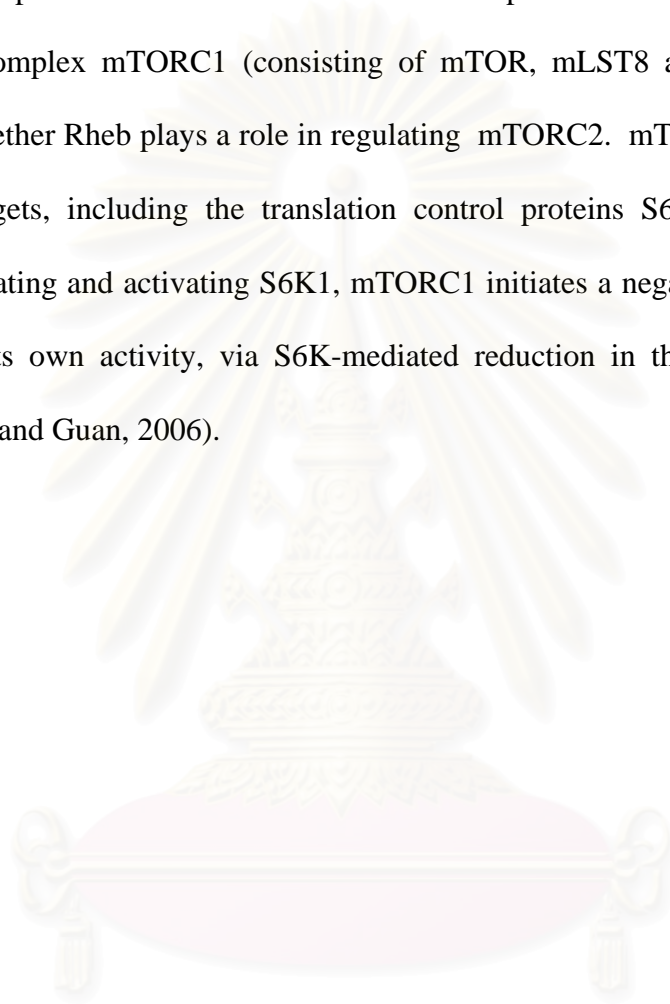 omplex mTORC1 (consisting of mTOR, mLST8 a
ether Rheb plays a role in regulating mTORC2. mT
gets, including the translation control proteins S6
ating and activating S6K1, mTORC1 initiates a nega
ts own activity, via S6K-mediated reduction in th
and Guan, 2006).